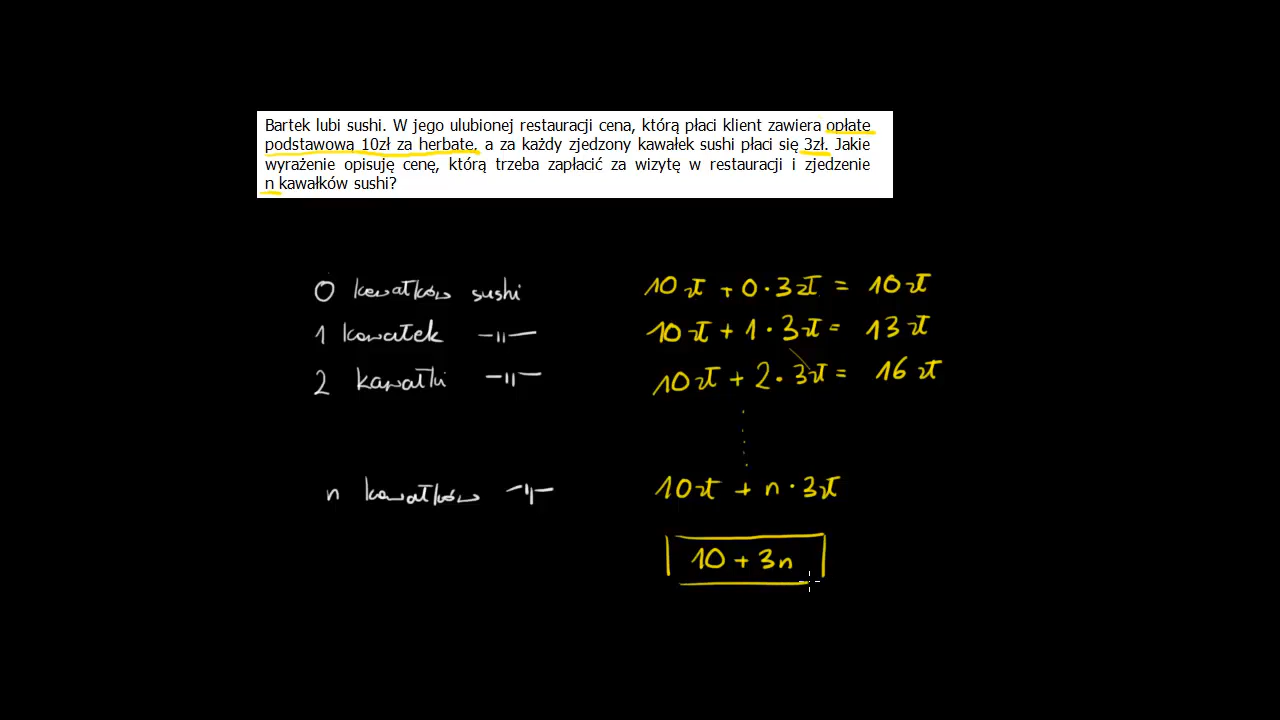 Bartek lubi sushi. W jego ulubionej restauracji cena, którą płaci klient zawiera opłatę
podstawową 10zł za herbatę, a za każdy zjedzony kawałek sushi płaci się 3zł. Jakie
wyrażenie opisuję cenę, którą trzeba zapłacić za wizytę w restauracji i zjedzenie
n kawałków sushi?
0 kawałków sushi 10 zł + 0 · 3 zł = 10 zł
1 kawałek -〃- 10 zł + 1 · 3 zł = 13 zł
2 kawałki -〃- 10 zł + 2 · 3 zł = 16 zł
n kawałków -〃- 10 zł + n · 3 zł
10 + 3n